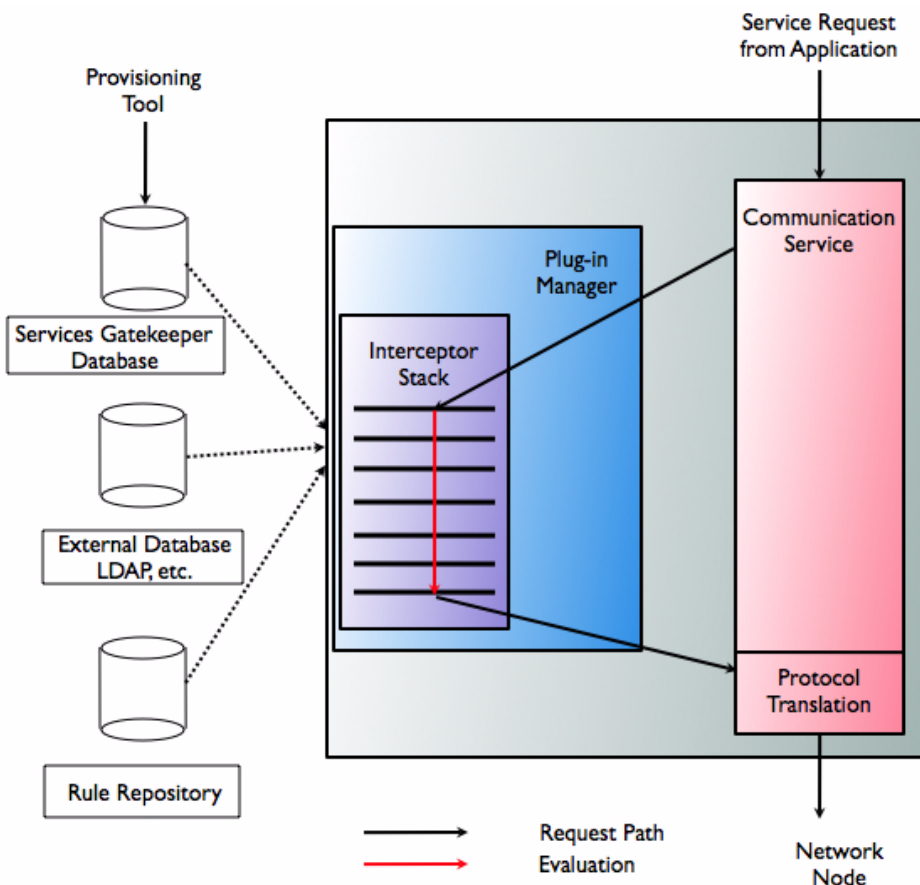 Service Request
from Application
Provisioning
Tool
Communication
Service
Plug-in
Manager
Services Gatekeeper
Database
Interceptor
Stack
External Database
LDAP, etc.
Protocol
Translation
Rule Repository
Request Path
Evaluation
Network
Node